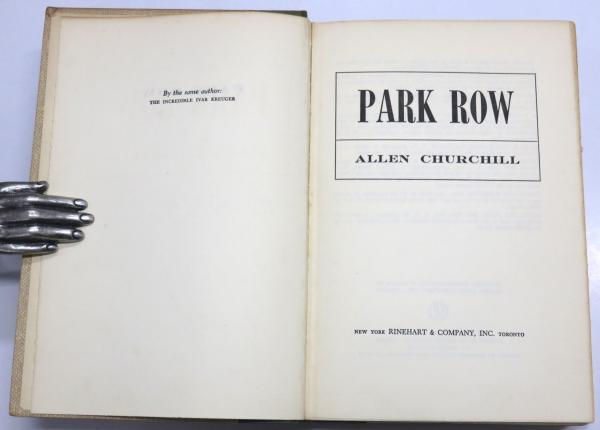 By the same author:
THE INCREDIBLE IVAR KREUGER
PARK ROW
ALLEN CHURCHILL
NEW YORK RINEHART & COMPANY, INC. TORONTO